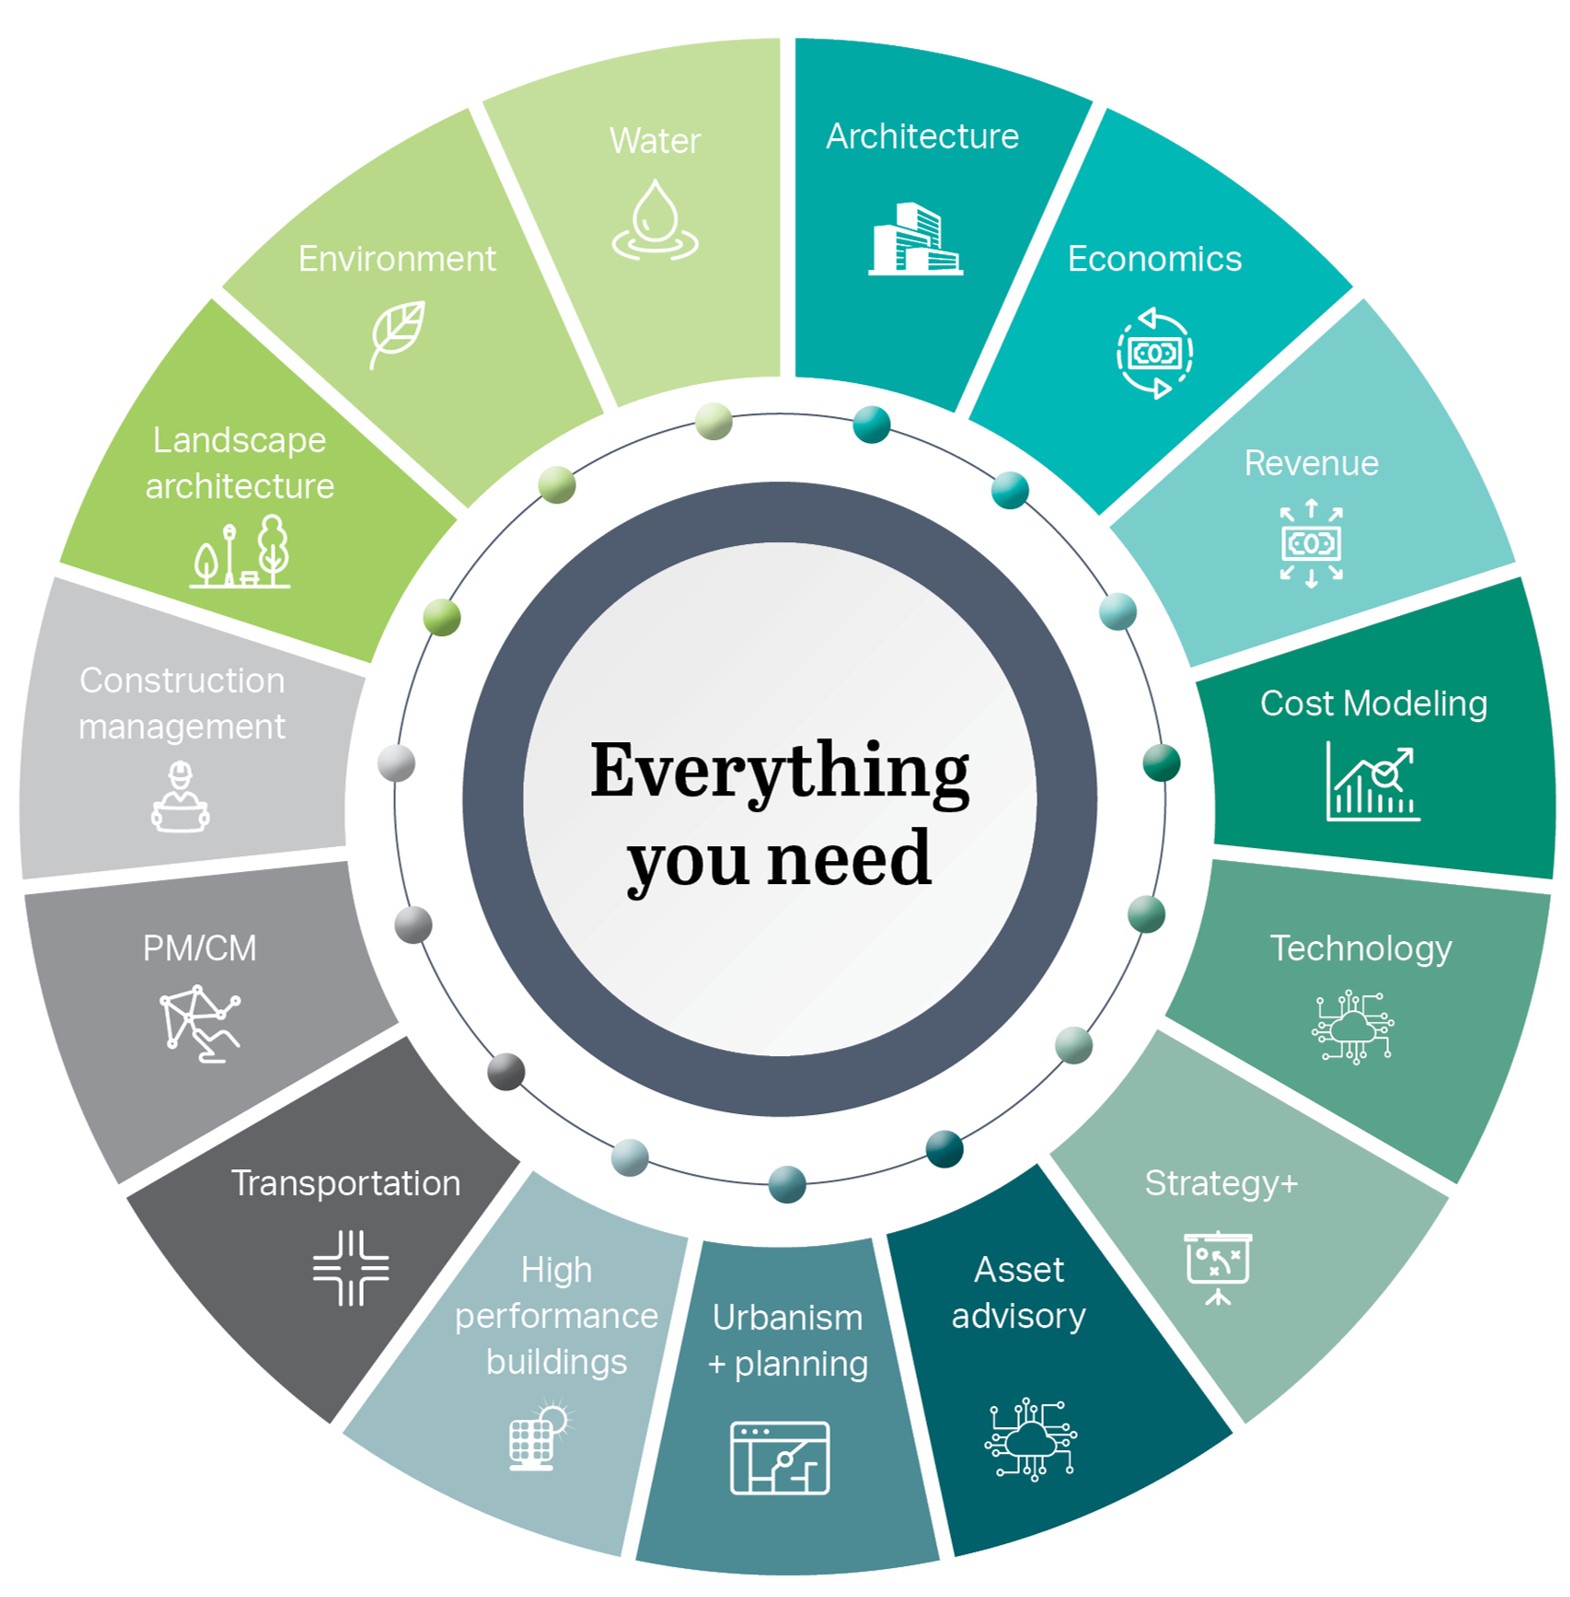 Water
Architecture
Environment
Economics
Landscape
architecture
Revenue
Construction
management
Cost Modeling
Everything
you need
PM/CM
Technology
Transportation
Strategy+
High
performance
buildings
Urbanism
+ planning
Asset
advisory